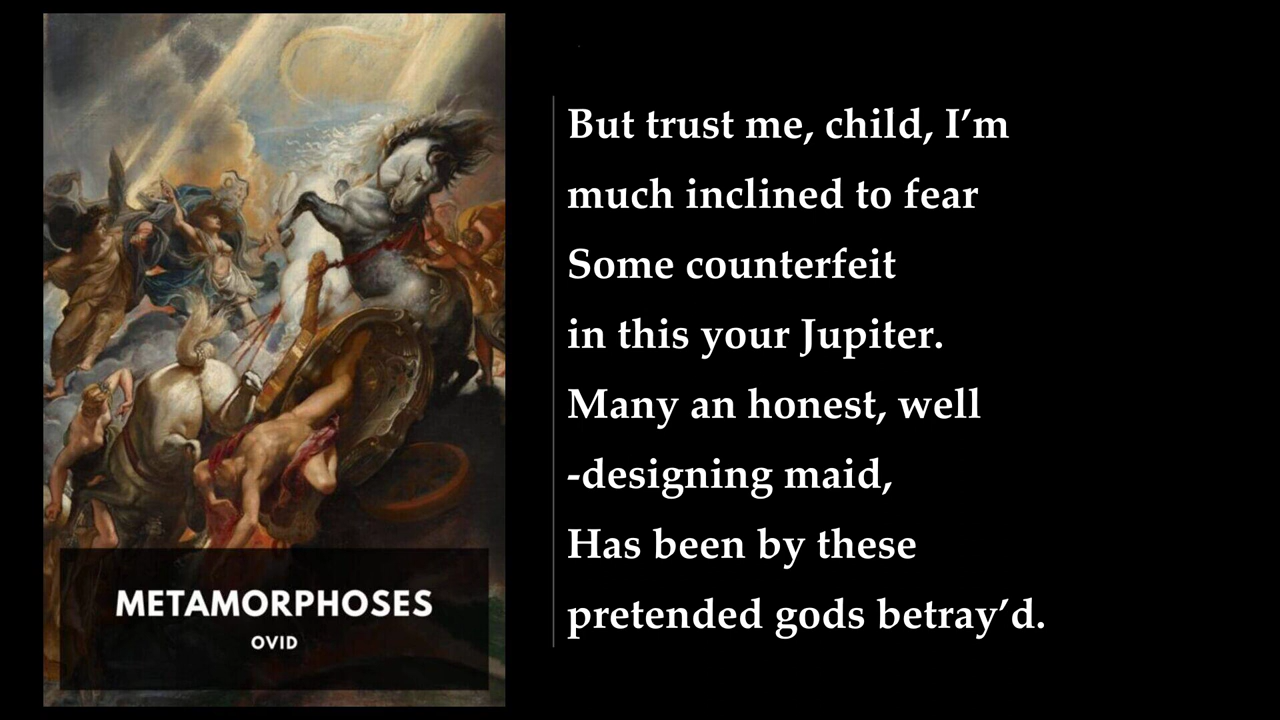 METAMORPHOSES
OVID
But trust me, child, I’m
much inclined to fear
Some counterfeit
in this your Jupiter.
Many an honest, well
-designing maid,
Has been by these
pretended gods betray’d.